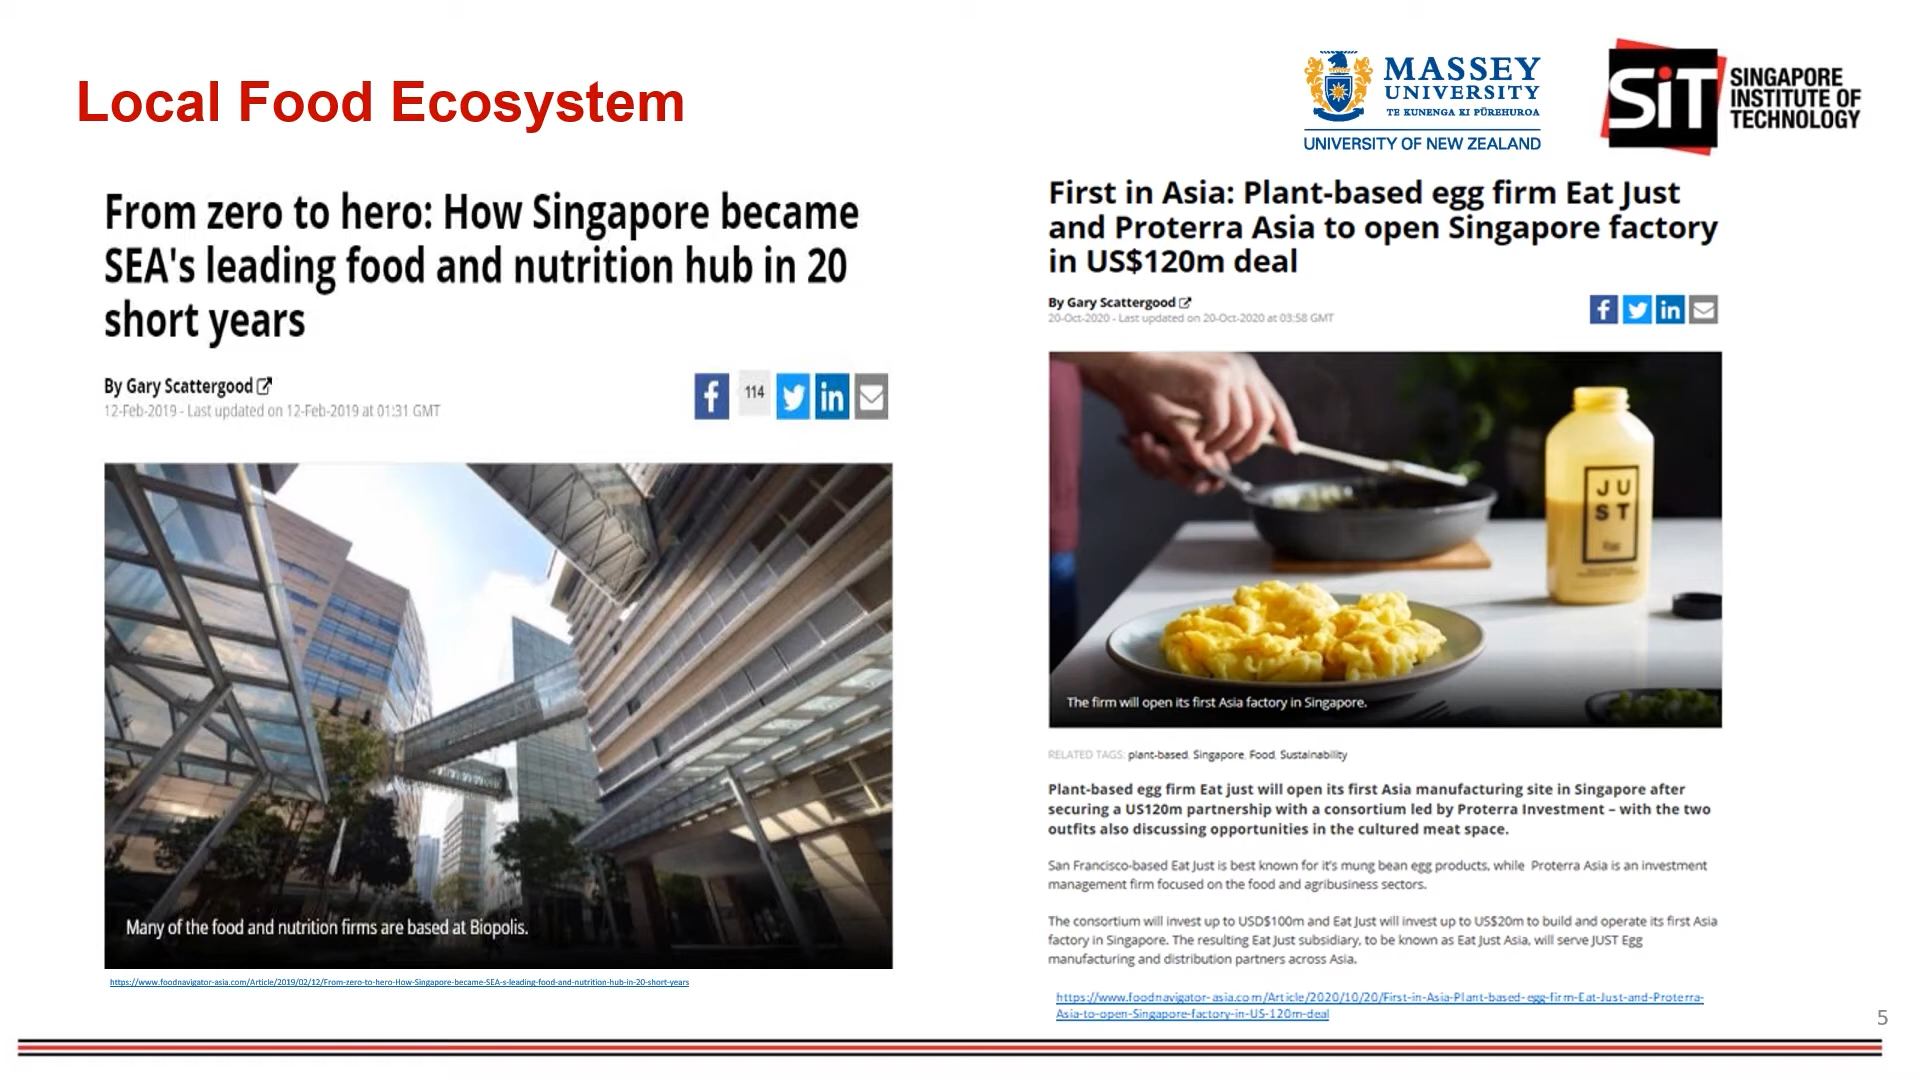 Local Food Ecosystem
MASSEY
UNIVERSITY
TE KUNENGA KI PŪREHUROA
UNIVERSITY OF NEW ZEALAND
SiT
SINGAPORE
INSTITUTE OF
TECHNOLOGY
From zero to hero: How Singapore became
SEA's leading food and nutrition hub in 20
short years
By Gary Scattergood
12-Feb-2019 - Last updated on 12-Feb-2019 at 01:31 GMT
f
114
in
Many of the food and nutrition firms are based at Biopolis.
https://www.foodnavigator-asia.com/Article/2019/02/12/From-zero-to-hero-How-Singapore-became-SEA-s-leading-food-and-nutrition-hub-in-20-short-years
First in Asia: Plant-based egg firm Eat Just
and Proterra Asia to open Singapore factory
in US$120m deal
By Gary Scattergood
20-Oct-2020 - Last updated on 20-Oct-2020 at 03:58 GMT
f
in
JU
ST
The firm will open its first Asia factory in Singapore.
RELATED TAGS: plant-based, Singapore, Food, Sustainability
Plant-based egg firm Eat just will open its first Asia manufacturing site in Singapore after
securing a US120m partnership with a consortium led by Proterra Investment – with the two
outfits also discussing opportunities in the cultured meat space.
San Francisco-based Eat Just is best known for it's mung bean egg products, while Proterra Asia is an investment
management firm focused on the food and agribusiness sectors.
The consortium will invest up to USD$100m and Eat Just will invest up to US$20m to build and operate its first Asia
factory in Singapore. The resulting Eat Just subsidiary, to be known as Eat Just Asia, will serve JUST Egg
manufacturing and distribution partners across Asia.
https://www.foodnavigator-asia.com/Article/2020/10/20/First-in-Asia-Plant-based-egg-firm-Eat-Just-and-Proterra-
Asia-to-open-Singapore-factory-in-US-120m-deal
5